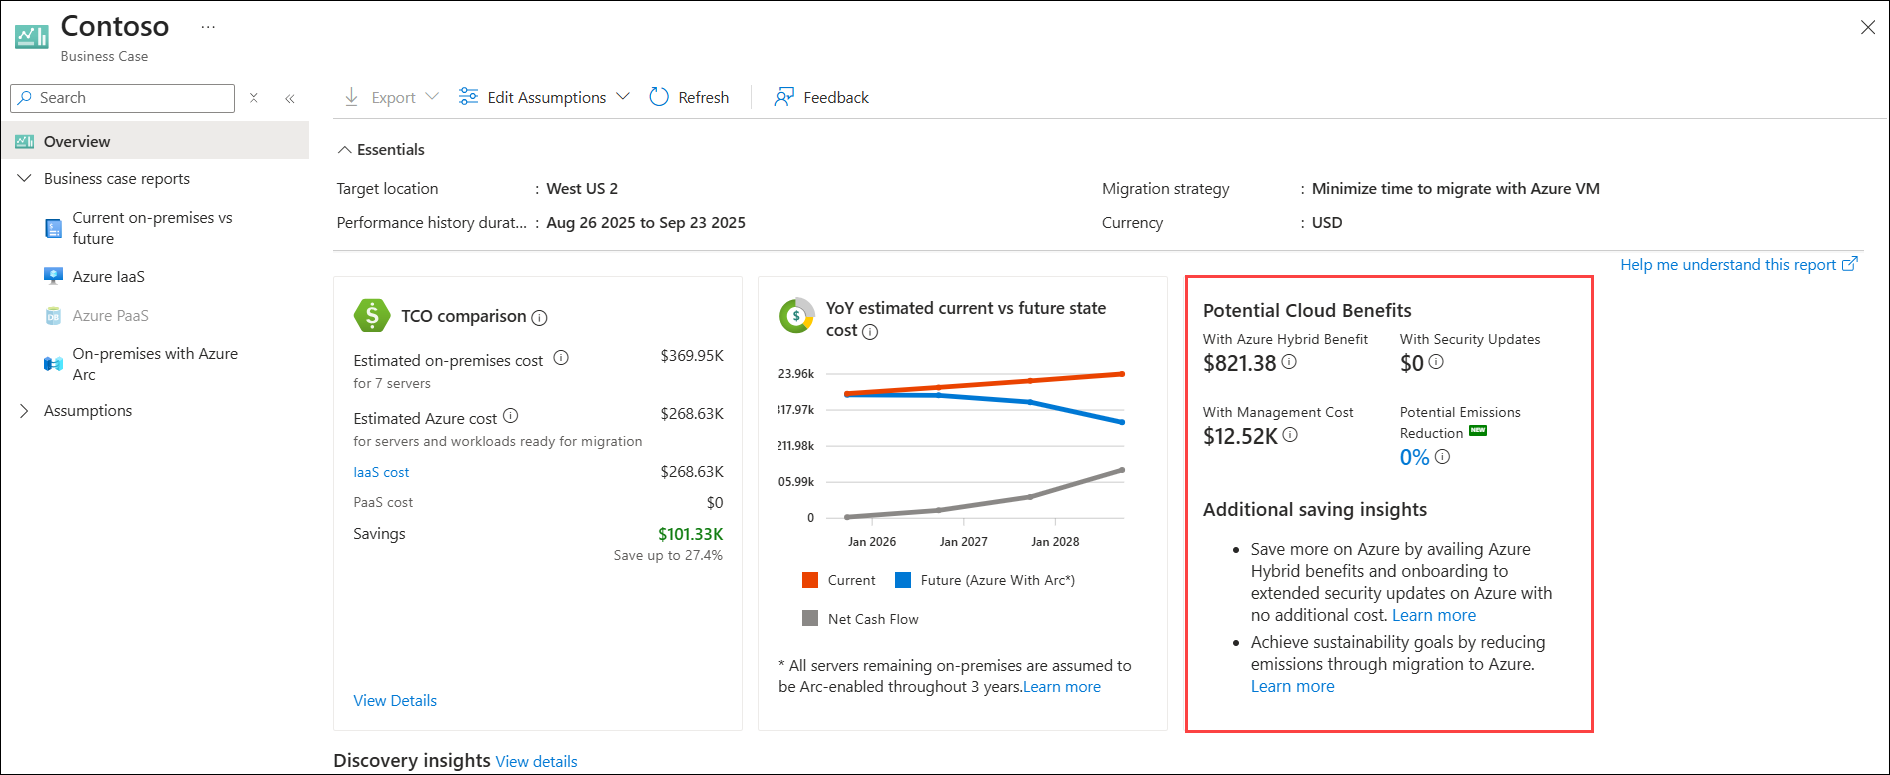 Contoso ...
Business Case
Search
Export
Edit Assumptions
Refresh
Feedback
Overview
Business case reports
Current on-premises vs
future
Azure IaaS
Azure PaaS
On-premises with Azure
Arc
Assumptions
Essentials
Target location : West US 2
Migration strategy : Minimize time to migrate with Azure VM
Performance history durat... : Aug 26 2025 to Sep 23 2025
Currency : USD
Help me understand this report
TCO comparison
Estimated on-premises cost $369.95K
for 7 servers
Estimated Azure cost $268.63K
for servers and workloads ready for migration
IaaS cost $268.63K
PaaS cost $0
Savings $101.33K
Save up to 27.4%
View Details
YoY estimated current vs future state
cost
23.96k
17.97k
11.98k
05.99k
0
Jan 2026 Jan 2027 Jan 2028
Current
Future (Azure With Arc*)
Net Cash Flow
* All servers remaining on-premises are assumed to
be Arc-enabled throughout 3 years.Learn more
Potential Cloud Benefits
With Azure Hybrid Benefit
$821.38
With Security Updates
$0
With Management Cost
$12.52K
Potential Emissions
Reduction NEW
0%
Additional saving insights
• Save more on Azure by availing Azure
Hybrid benefits and onboarding to
extended security updates on Azure with
no additional cost. Learn more
• Achieve sustainability goals by reducing
emissions through migration to Azure.
Learn more
Discovery insights View details